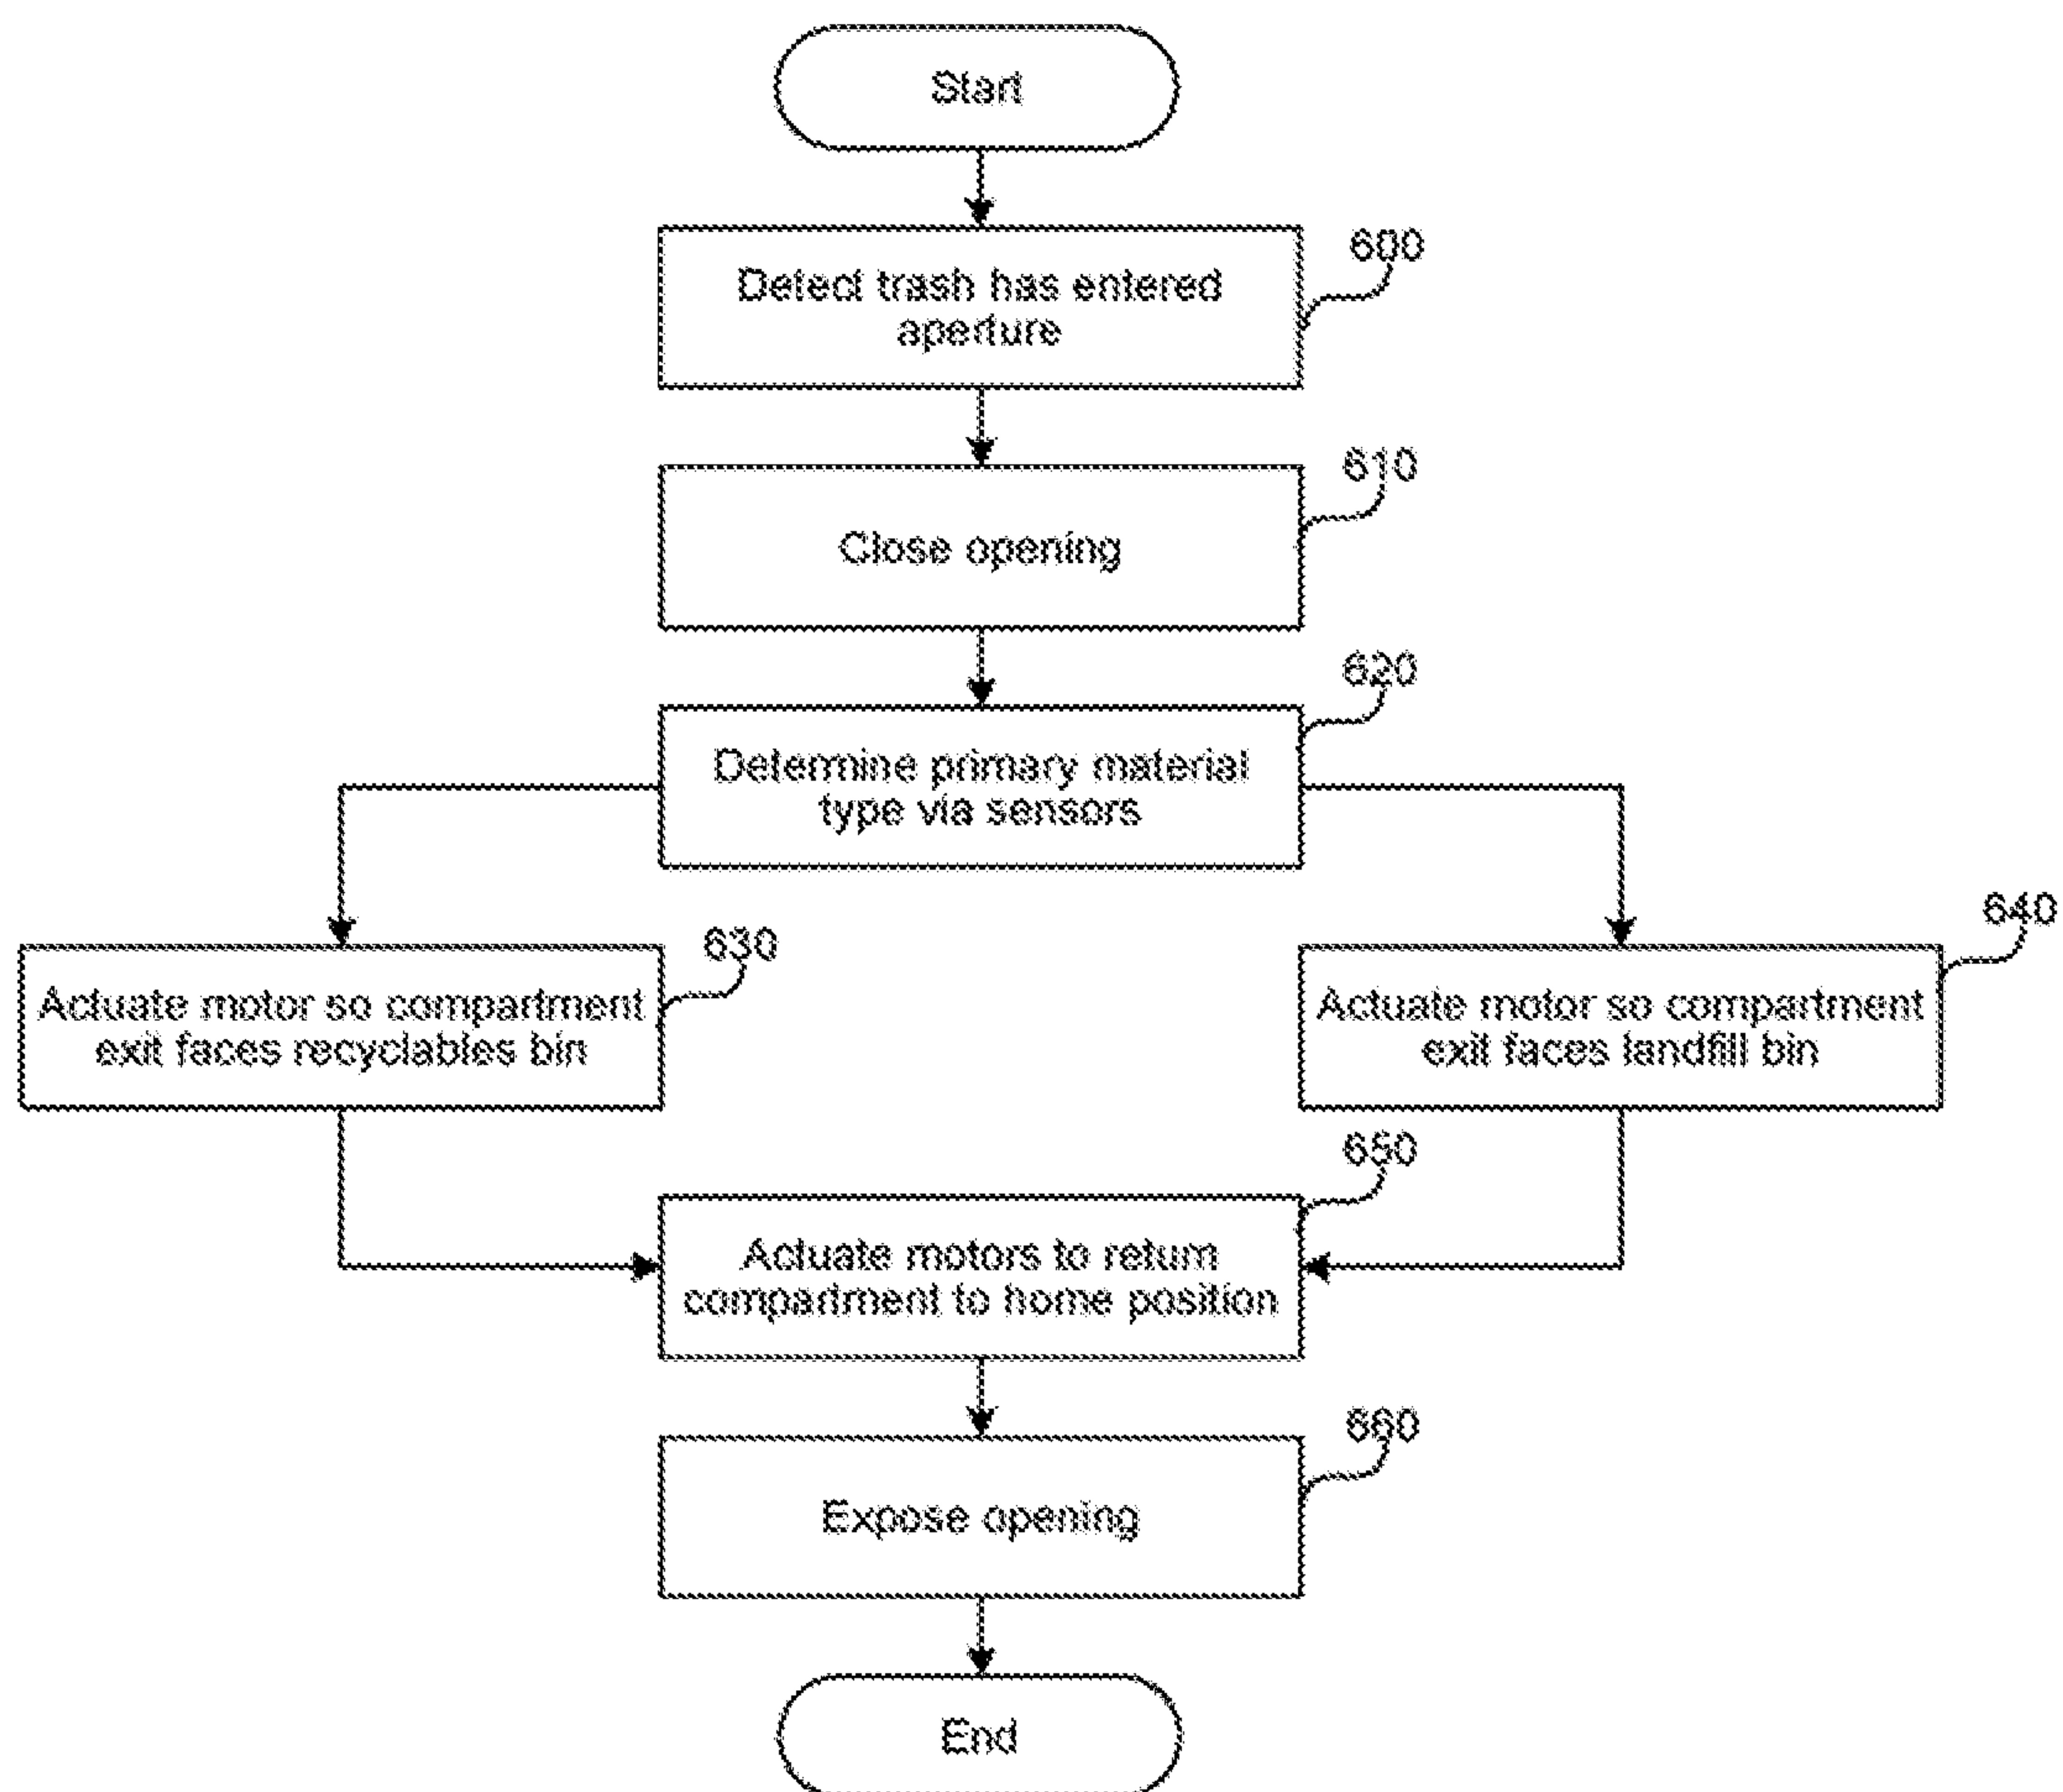 Start
600
Detect trash has entered
aperture
610
Close opening
620
Determine primary material
type via sensors
630
Actuate motor so compartment
exit faces recyclables bin
640
Actuate motor so compartment
exit faces landfill bin
650
Actuate motors to return
compartment to home position
660
Expose opening
End